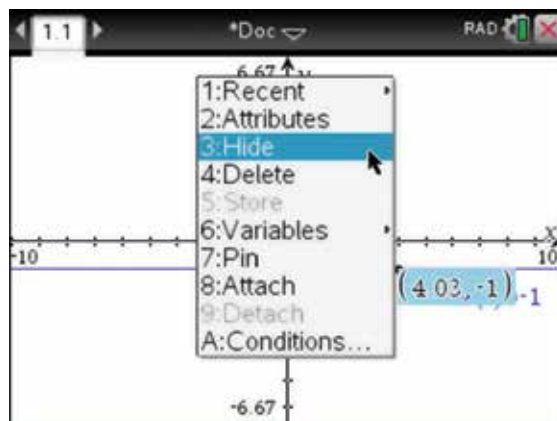 1.1 *Doc RAD
6.67 y
1:Recent
2:Attributes
3:Hide
4:Delete
5:Store
6:Variables
7:Pin
8:Attach
9:Detach
A:Conditions...
x
-10 10
(4.03, -1) -1
-6.67